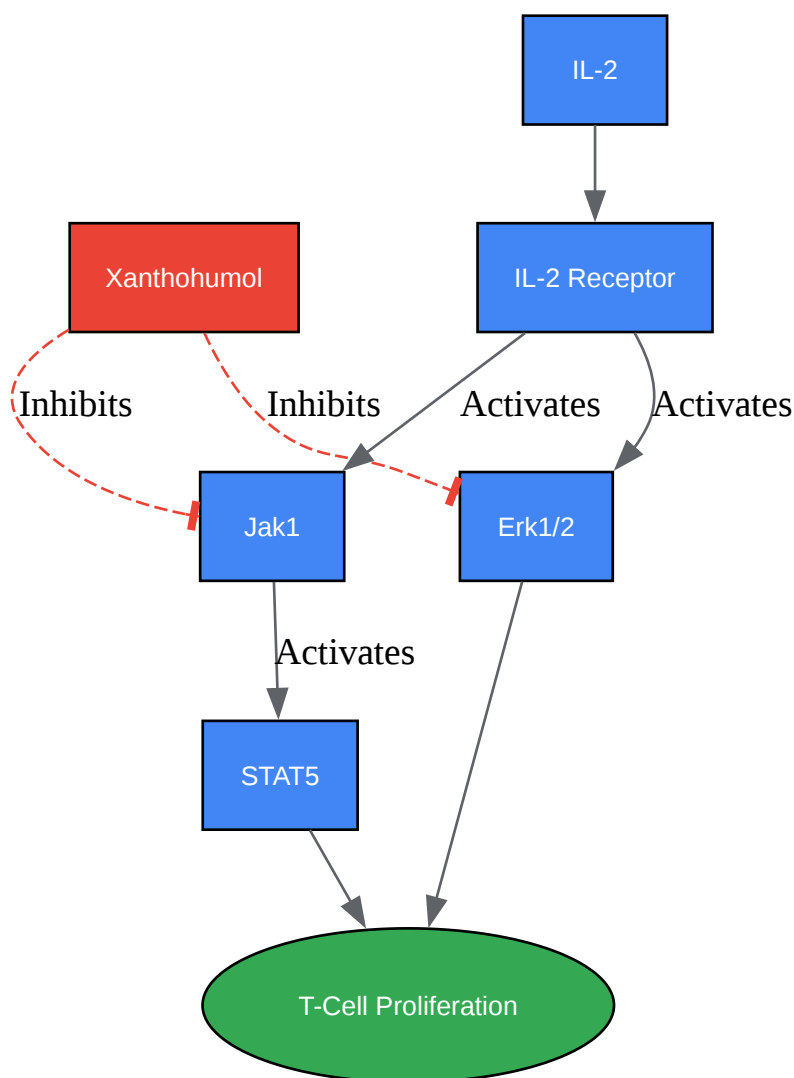 IL-2
Xanthohumol
IL-2 Receptor
Inhibits
Inhibits
Activates
Activates
Jak1
Erk1/2
Activates
STAT5
T-Cell Proliferation